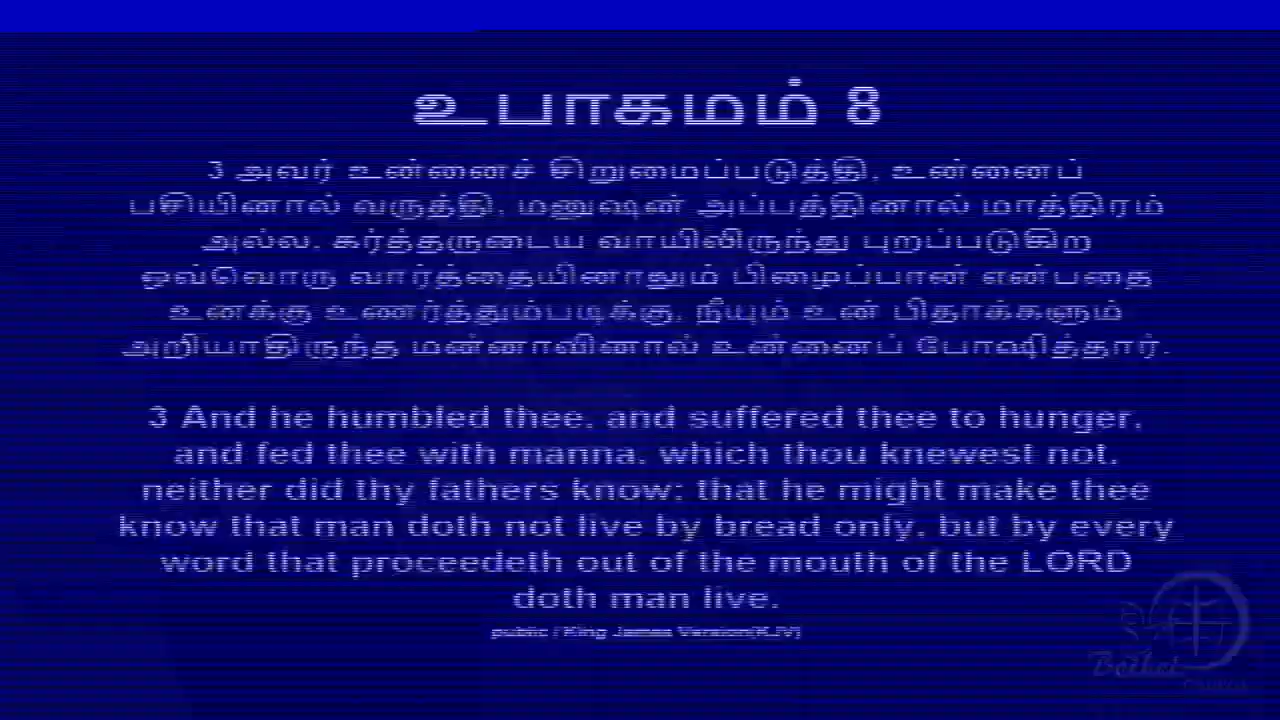 உபாகமம் 8
3 அவர் உன்னைச் சிறுமைப்படுத்தி, உன்னைப்
பசியினால் வருத்தி, மனுஷன் அப்பத்தினால் மாத்திரம்
அல்ல, கர்த்தருடைய வாயிலிருந்து புறப்படுகிற
ஒவ்வொரு வார்த்தையினாலும் பிழைப்பான் என்பதை
உனக்கு உணர்த்தும்படிக்கு, நீயும் உன் பிதாக்களும்
அறியாதிருந்த மன்னாவினால் உன்னைப் போஷித்தார்.
3 And he humbled thee, and suffered thee to hunger,
and fed thee with manna, which thou knewest not,
neither did thy fathers know; that he might make thee
know that man doth not live by bread only, but by every
word that proceedeth out of the mouth of the LORD
doth man live.
public / King James Version(KJV)
Bethel